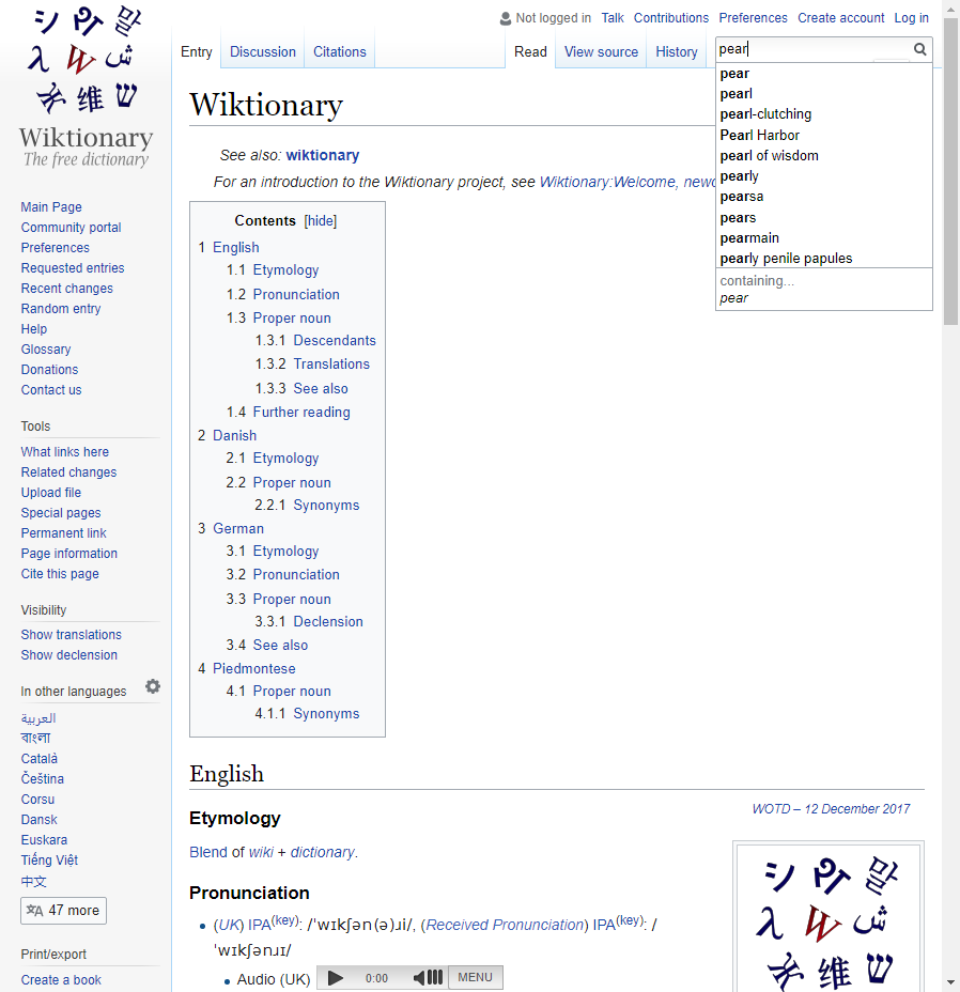 シ ウィ 말
λ W ش
维 ש
Wiktionary
The free dictionary
Not logged in Talk Contributions Preferences Create account Log in
Entry Discussion Citations Read View source History pear
pear
pearl
pearl-clutching
Pearl Harbor
pearl of wisdom
pearly
pearsa
pears
pearmain
pearly penile papules
containing...
pear
Main Page
Community portal
Preferences
Requested entries
Recent changes
Random entry
Help
Glossary
Donations
Contact us
Tools
What links here
Related changes
Upload file
Special pages
Permanent link
Page information
Cite this page
Visibility
Show translations
Show declension
In other languages
العربية
বাংলা
Català
Čeština
Corsu
Dansk
Euskara
Tiếng Việt
中文
47 more
Print/export
Create a book
Wiktionary
See also: wiktionary
For an introduction to the Wiktionary project, see Wiktionary:Welcome, newc
Contents [hide]
1 English
1.1 Etymology
1.2 Pronunciation
1.3 Proper noun
1.3.1 Descendants
1.3.2 Translations
1.3.3 See also
1.4 Further reading
2 Danish
2.1 Etymology
2.2 Proper noun
2.2.1 Synonyms
3 German
3.1 Etymology
3.2 Pronunciation
3.3 Proper noun
3.3.1 Declension
3.4 See also
4 Piedmontese
4.1 Proper noun
4.1.1 Synonyms
English
WOTD – 12 December 2017
Etymology
Blend of wiki + dictionary.
Pronunciation
• (UK) IPA(key): /ˈwɪkʃən(ə)ɹi/, (Received Pronunciation) IPA(key): /
ˈwɪkʃənɹɪ/
• Audio (UK) 0:00 MENU
シ 말
λ W ش
维 ש